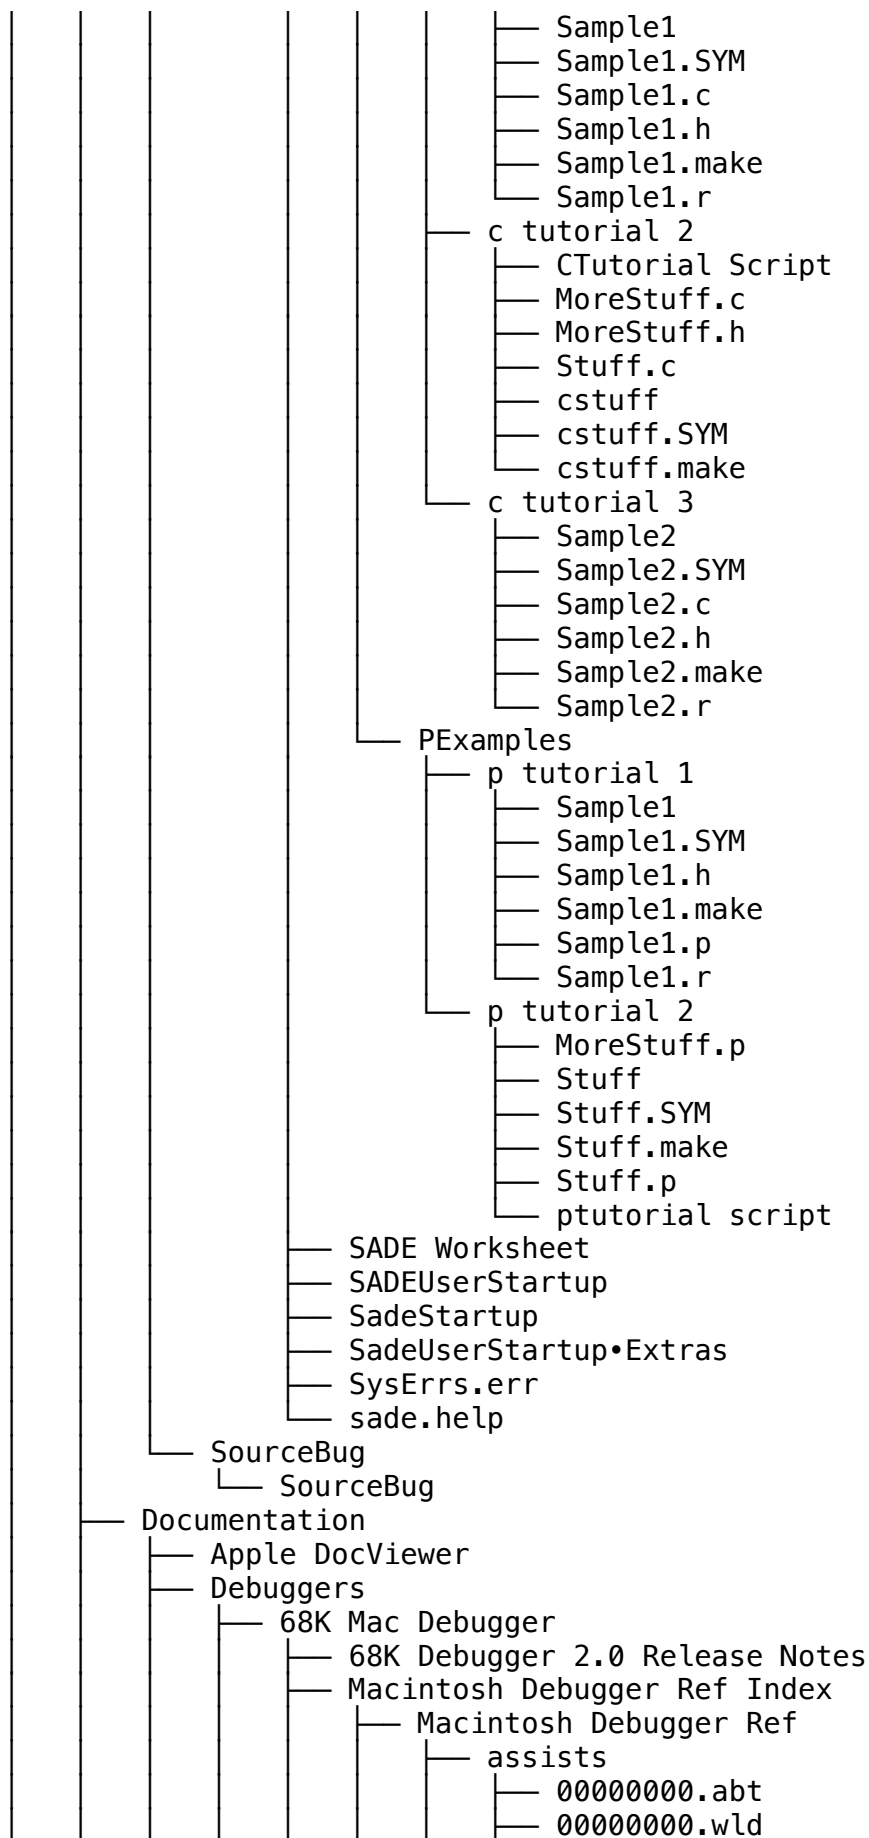 Sample1
Sample1.SYM
Sample1.c
Sample1.h
Sample1.make
Sample1.r
c tutorial 2
CTutorial Script
MoreStuff.c
MoreStuff.h
Stuff.c
cstuff
cstuff.SYM
cstuff.make
c tutorial 3
Sample2
Sample2.SYM
Sample2.c
Sample2.h
Sample2.make
Sample2.r
PExamples
p tutorial 1
Sample1
Sample1.SYM
Sample1.h
Sample1.make
Sample1.p
Sample1.r
p tutorial 2
MoreStuff.p
Stuff
Stuff.SYM
Stuff.make
Stuff.p
ptutorial script
SADE Worksheet
SADEUserStartup
SadeStartup
SadeUserStartup•Extras
SysErrs.err
sade.help
SourceBug
SourceBug
Documentation
Apple DocViewer
Debuggers
68K Mac Debugger
68K Debugger 2.0 Release Notes
Macintosh Debugger Ref Index
Macintosh Debugger Ref
assists
00000000.abt
00000000.wld